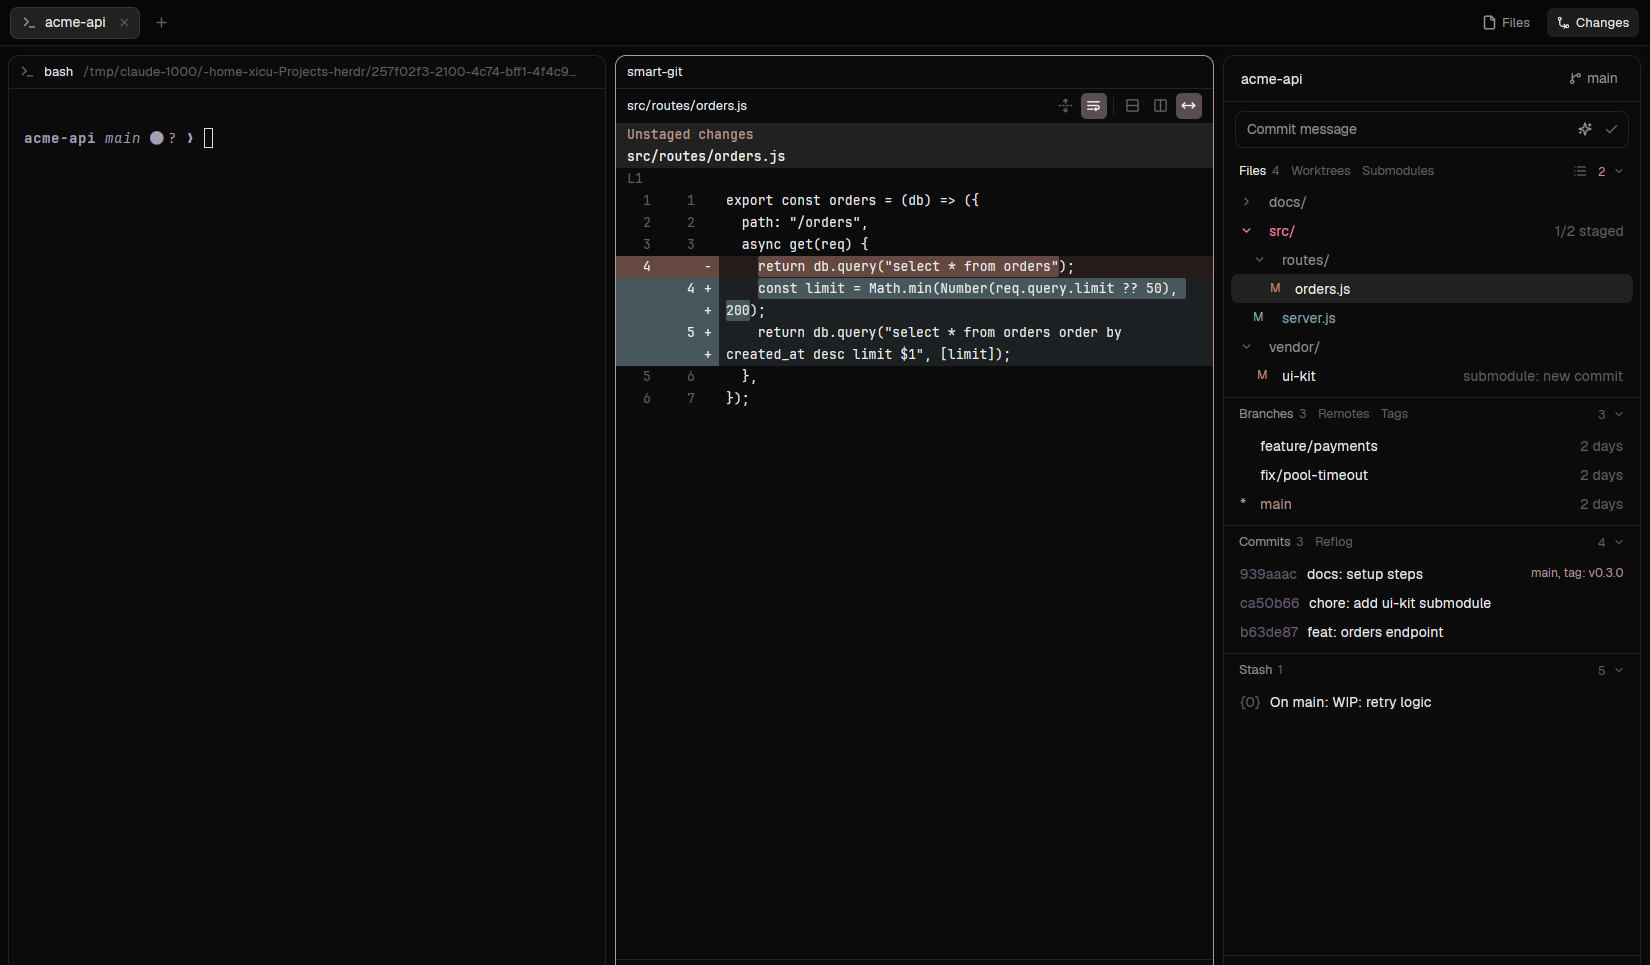 acme-api
Files
Changes
bash /tmp/claude-1000/-home-xicu-Projects-herdr/257f02f3-2100-4c74-bff1-4f4c9…
acme-api main ? ❯
smart-git
src/routes/orders.js
Unstaged changes
src/routes/orders.js
L1
1 1 export const orders = (db) => ({
2 2 path: "/orders",
3 3 async get(req) {
4 - return db.query("select * from orders");
4 + const limit = Math.min(Number(req.query.limit ?? 50),
+ 200);
5 + return db.query("select * from orders order by
+ created_at desc limit $1", [limit]);
5 6 },
6 7 });
acme-api
main
Commit message
Files 4 Worktrees Submodules 2
docs/
src/ 1/2 staged
routes/
M orders.js
M server.js
vendor/
M ui-kit submodule: new commit
Branches 3 Remotes Tags 3
feature/payments 2 days
fix/pool-timeout 2 days
* main 2 days
Commits 3 Reflog 4
939aaac docs: setup steps main, tag: v0.3.0
ca50b66 chore: add ui-kit submodule
b63de87 feat: orders endpoint
Stash 1 5
{0} On main: WIP: retry logic